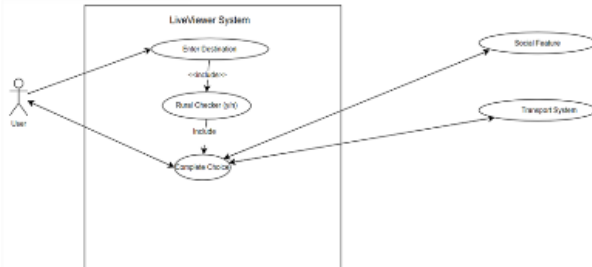 LiveViewer System
Enter Destination
Social Feature
<<Include>>
Rural Checker (y/n)
Transport System
User
Include
Complete Choice